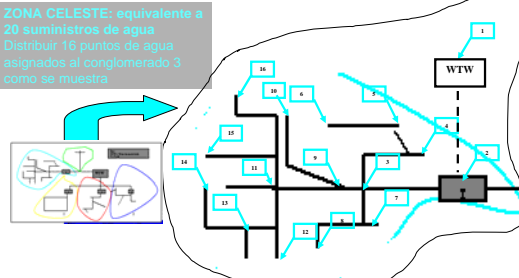 ZONA CELESTE: equivalente a
20 suministros de agua
Distribuir 16 puntos de agua
asignados al conglomerado 3
como se muestra
1
WTW
16
10
6
5
4
2
15
14
11
9
3
13
12
8
7